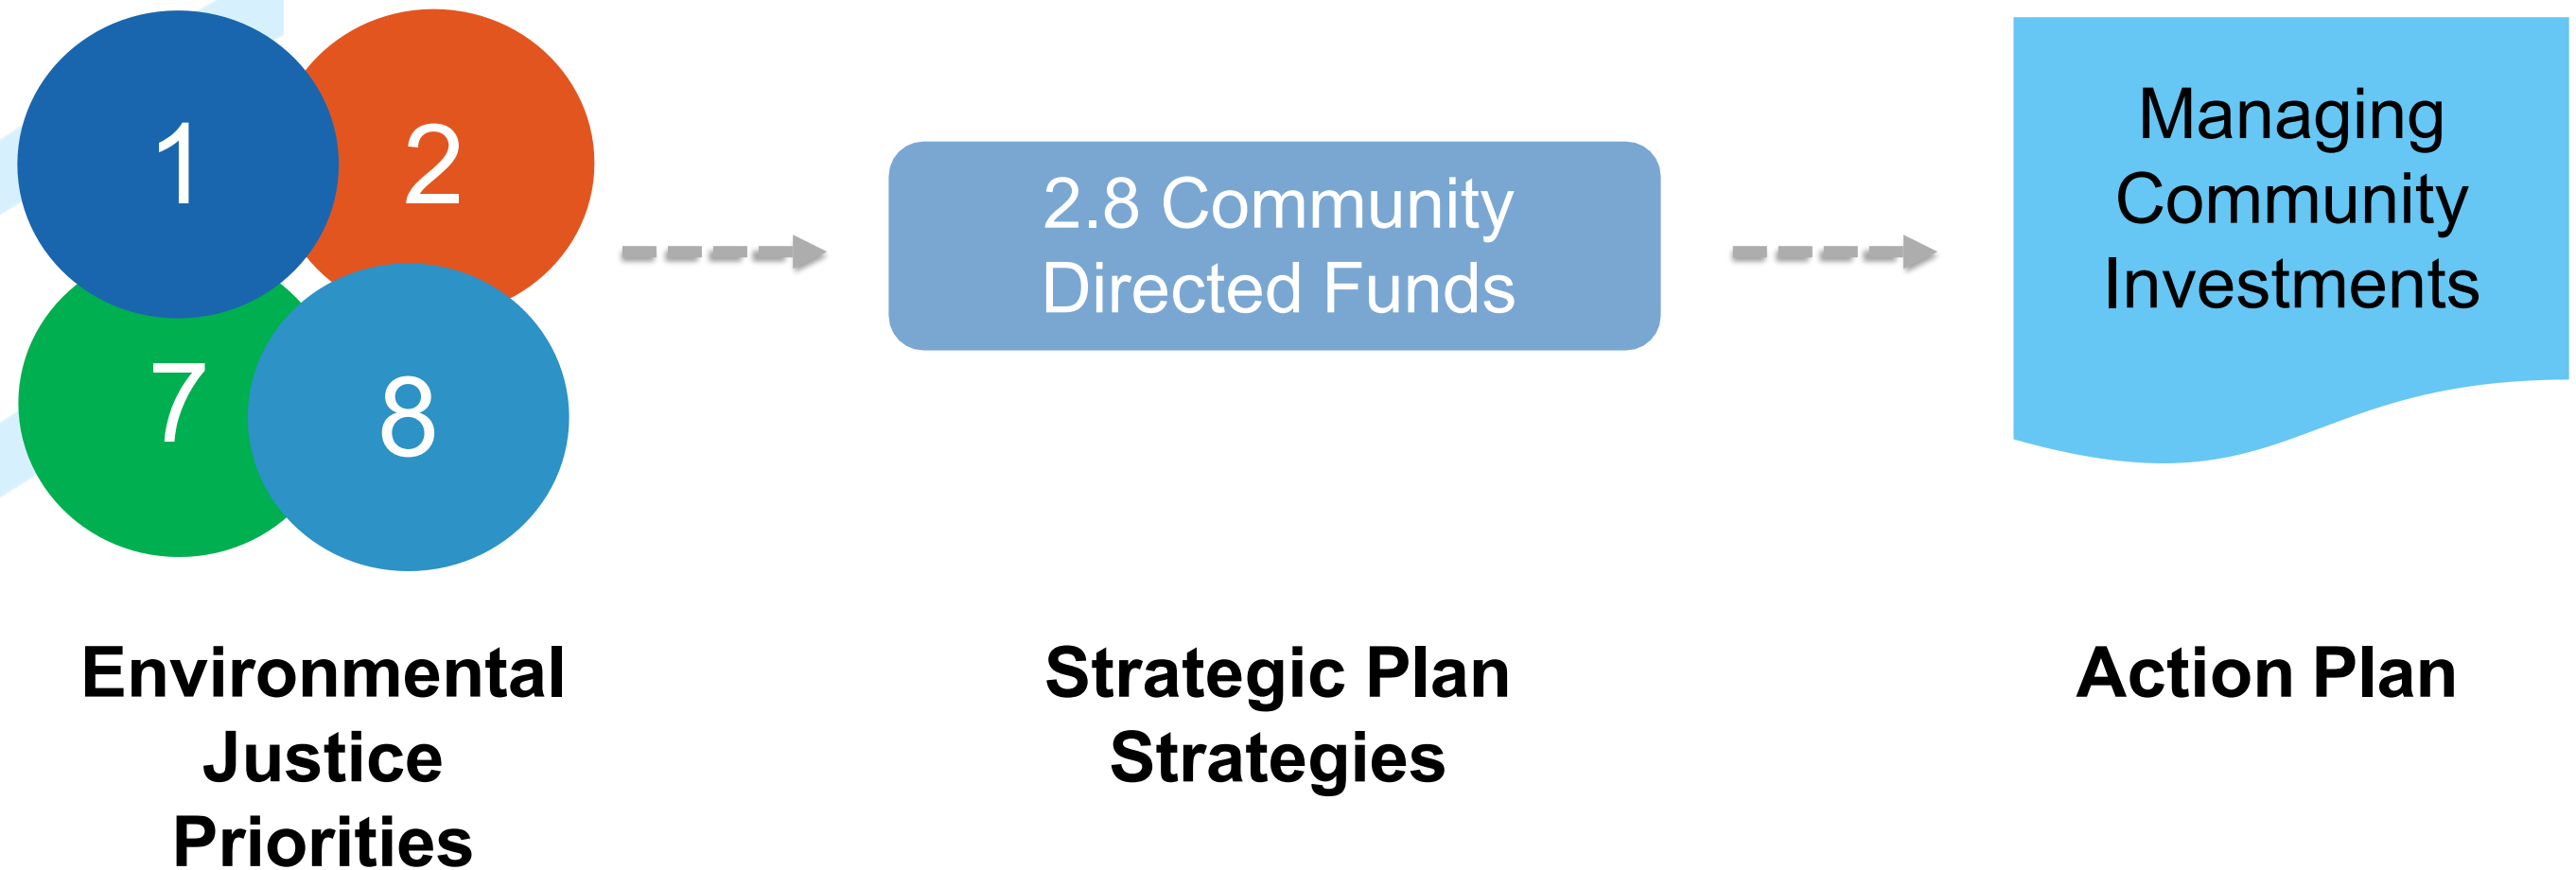 1
2
7
8
2.8 Community
Directed Funds
Managing
Community
Investments
Environmental
Justice
Priorities
Strategic Plan
Strategies
Action Plan